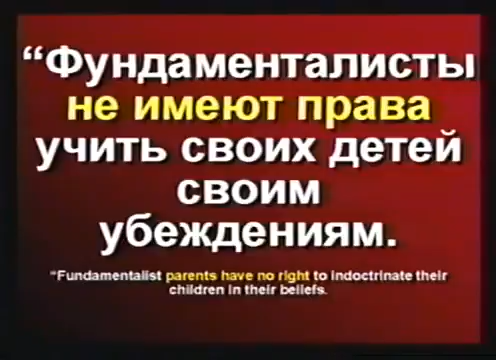 “Фундаменталисты
не имеют права
учить своих детей
своим
убеждениям.
“Fundamentalist parents have no right to indoctrinate their
children in their beliefs.